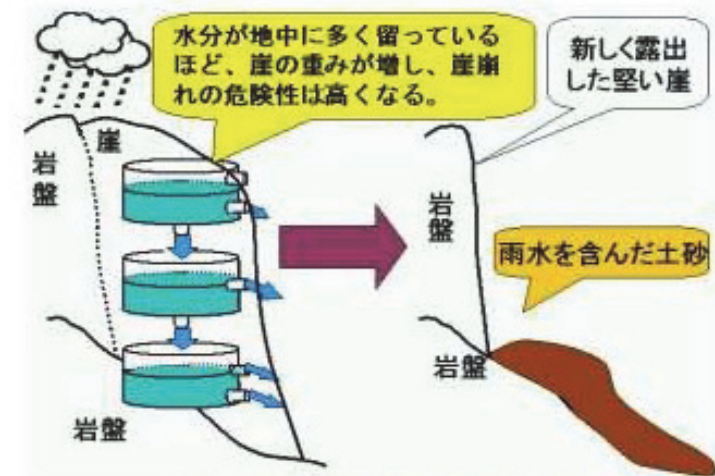 水分が地中に多く留っている
ほど、崖の重みが増し、崖崩
れの危険性は高くなる。
新しく露出
した堅い崖
崖
岩盤
岩盤
雨水を含んだ土砂
岩盤
岩盤